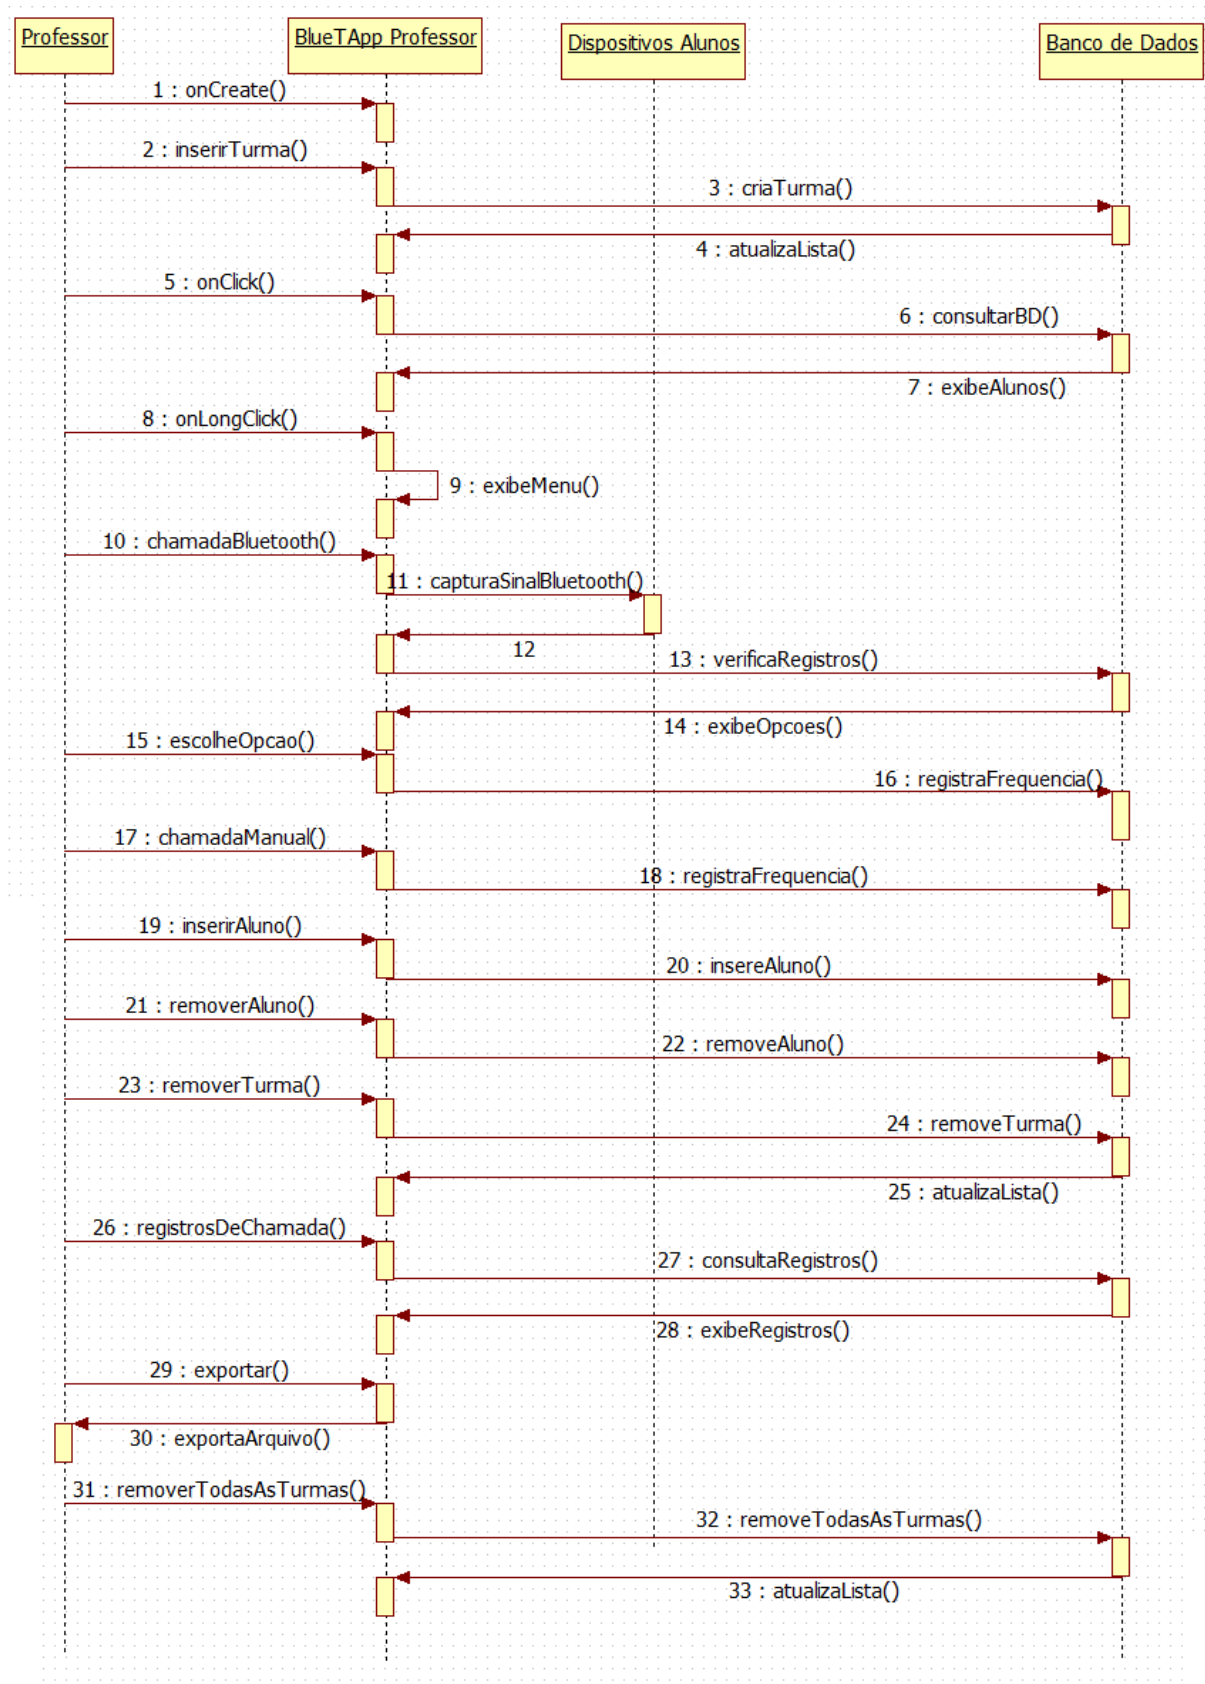 Professor
BlueTApp Professor
Dispositivos Alunos
Banco de Dados
1 : onCreate()
2 : inserirTurma()
3 : criaTurma()
4 : atualizaLista()
5 : onClick()
6 : consultarBD()
7 : exibeAlunos()
8 : onLongClick()
9 : exibeMenu()
10 : chamadaBluetooth()
11 : capturaSinalBluetooth()
12
13 : verificaRegistros()
14 : exibeOpcoes()
15 : escolheOpcao()
16 : registraFrequencia()
17 : chamadaManual()
18 : registraFrequencia()
19 : inserirAluno()
20 : insereAluno()
21 : removerAluno()
22 : removeAluno()
23 : removerTurma()
24 : removeTurma()
25 : atualizaLista()
26 : registrosDeChamada()
27 : consultaRegistros()
28 : exibeRegistros()
29 : exportar()
30 : exportaArquivo()
31 : removerTodasAsTurmas()
32 : removeTodasAsTurmas()
33 : atualizaLista()